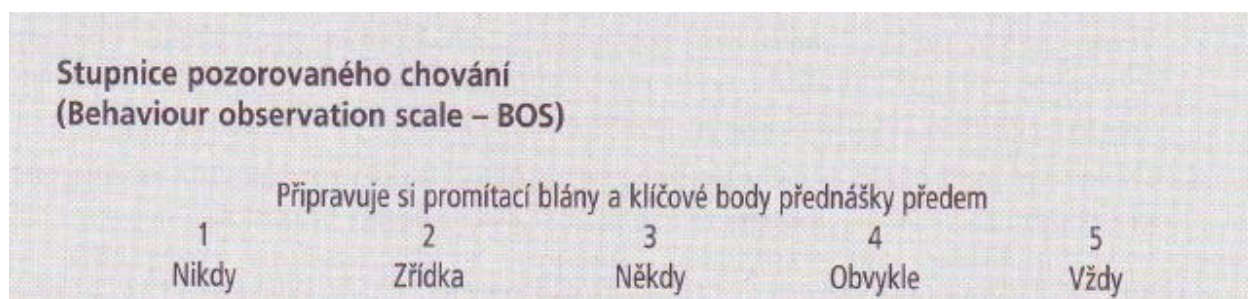 Stupnice pozorovaného chování
(Behaviour observation scale – BOS)
Připravuje si promítací blány a klíčové body přednášky předem
1 2 3 4 5
Nikdy Zřídka Někdy Obvykle Vždy